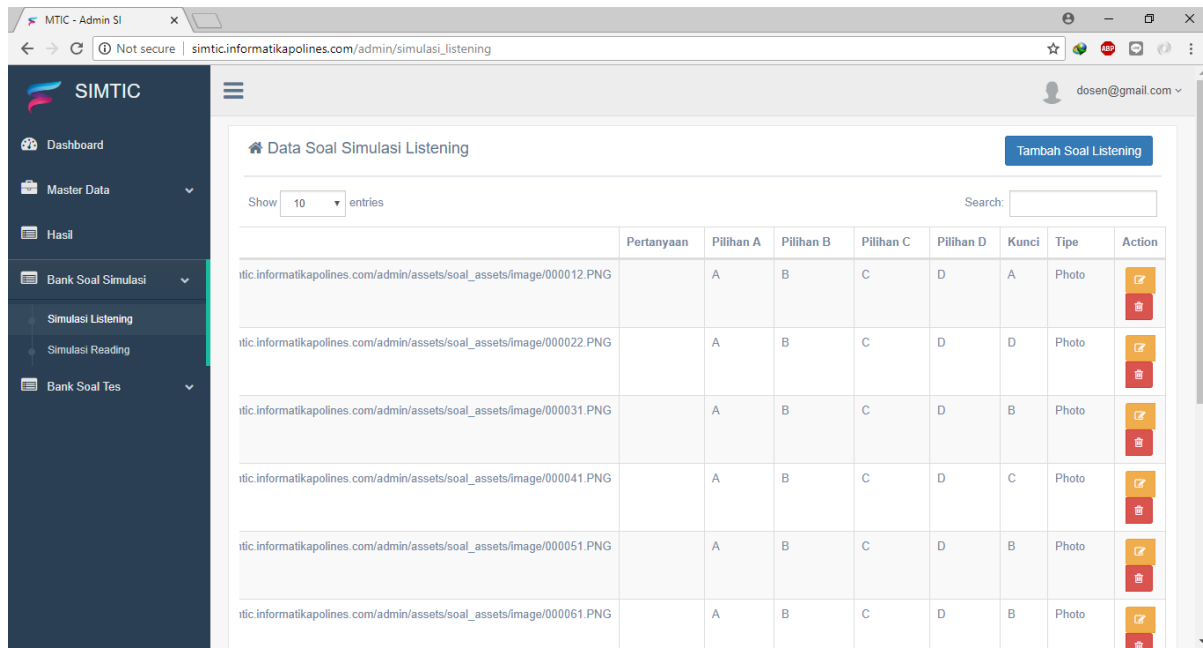 MTIC - Admin SI
Not secure | simtic.informatikapolines.com/admin/simulasi_listening
ABP
SIMTIC
dosen@gmail.com
Dashboard
Master Data
Hasil
Bank Soal Simulasi
Simulasi Listening
Simulasi Reading
Bank Soal Tes
Data Soal Simulasi Listening
Tambah Soal Listening
Show 10 entries Search:
Pertanyaan Pilihan A Pilihan B Pilihan C Pilihan D Kunci Tipe Action
tic.informatikapolines.com/admin/assets/soal_assets/image/000012.PNG A B C D A Photo
tic.informatikapolines.com/admin/assets/soal_assets/image/000022.PNG A B C D D Photo
tic.informatikapolines.com/admin/assets/soal_assets/image/000031.PNG A B C D B Photo
tic.informatikapolines.com/admin/assets/soal_assets/image/000041.PNG A B C D C Photo
tic.informatikapolines.com/admin/assets/soal_assets/image/000051.PNG A B C D B Photo
tic.informatikapolines.com/admin/assets/soal_assets/image/000061.PNG A B C D B Photo